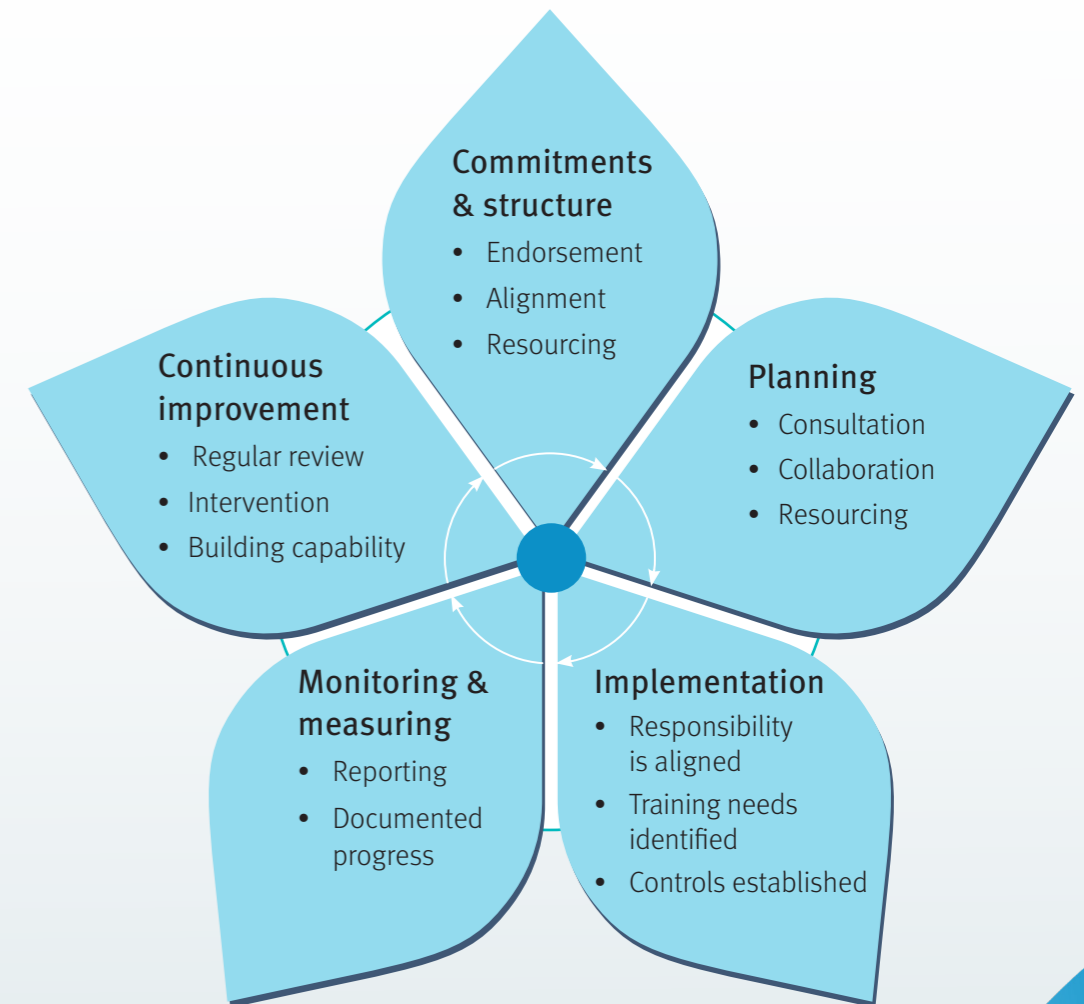 Commitments
& structure
• Endorsement
• Alignment
• Resourcing
Planning
• Consultation
• Collaboration
• Resourcing
Implementation
• Responsibility
is aligned
• Training needs
identified
• Controls established
Monitoring &
measuring
• Reporting
• Documented
progress
Continuous
improvement
• Regular review
• Intervention
• Building capability